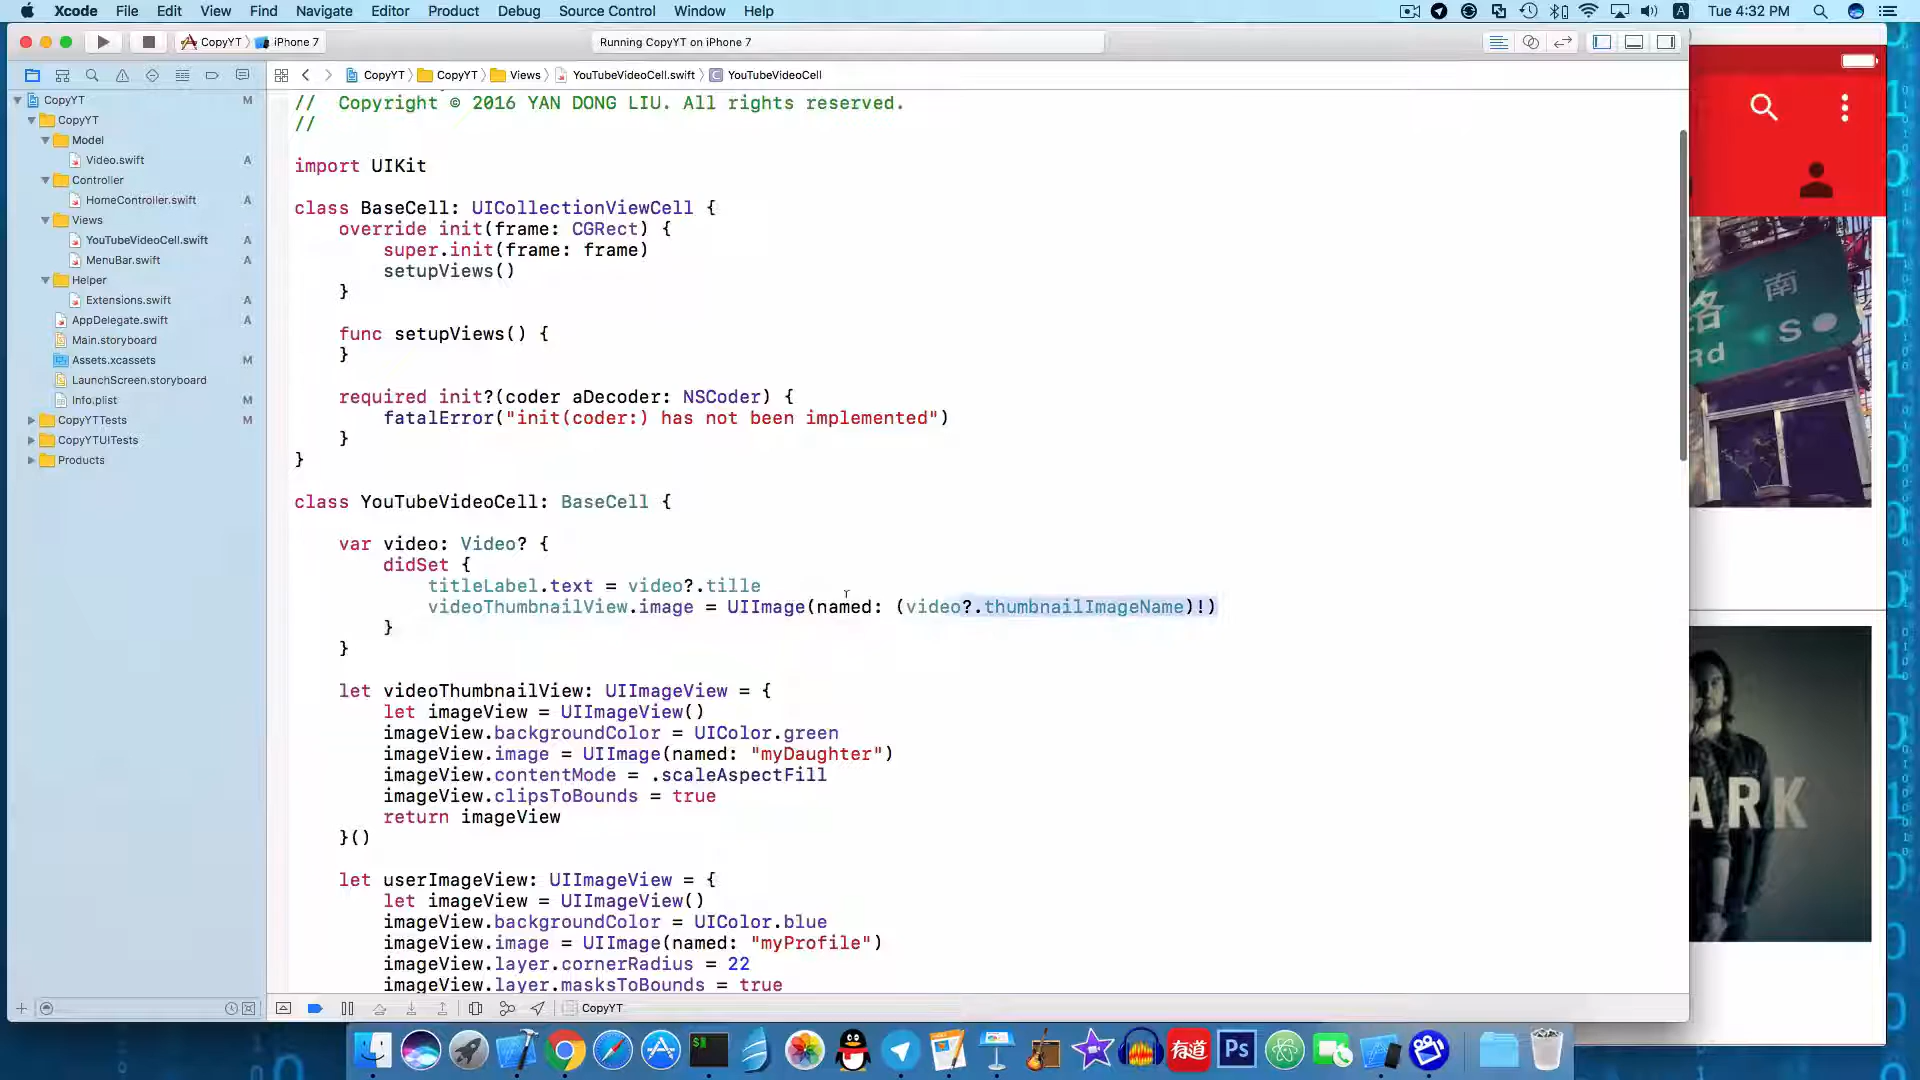 Xcode File Edit View Find Navigate Editor Product Debug Source Control Window Help
A Tue 4:32 PM
CopyYT iPhone 7
Running CopyYT on iPhone 7
CopyYT CopyYT Views YouTubeVideoCell.swift C YouTubeVideoCell
CopyYT M
CopyYT
Model
Video.swift A
Controller
HomeController.swift A
Views
YouTubeVideoCell.swift A
MenuBar.swift A
Helper
Extensions.swift A
AppDelegate.swift A
Main.storyboard
Assets.xcassets M
LaunchScreen.storyboard
Info.plist M
CopyYTTests M
CopyYTUITests
Products
// Copyright © 2016 YAN DONG LIU. All rights reserved.
//
import UIKit
class BaseCell: UICollectionViewCell {
override init(frame: CGRect) {
super.init(frame: frame)
setupViews()
}
func setupViews() {
}
required init?(coder aDecoder: NSCoder) {
fatalError("init(coder:) has not been implemented")
}
}
class YouTubeVideoCell: BaseCell {
var video: Video? {
didSet {
titleLabel.text = video?.tille
videoThumbnailView.image = UIImage(named: (video?.thumbnailImageName)!)
}
}
let videoThumbnailView: UIImageView = {
let imageView = UIImageView()
imageView.backgroundColor = UIColor.green
imageView.image = UIImage(named: "myDaughter")
imageView.contentMode = .scaleAspectFill
imageView.clipsToBounds = true
return imageView
}()
let userImageView: UIImageView = {
let imageView = UIImageView()
imageView.backgroundColor = UIColor.blue
imageView.image = UIImage(named: "myProfile")
imageView.layer.cornerRadius = 22
imageView.layer.masksToBounds = true
CopyYT
南
路 S
Rd
ARK
有道
Ps